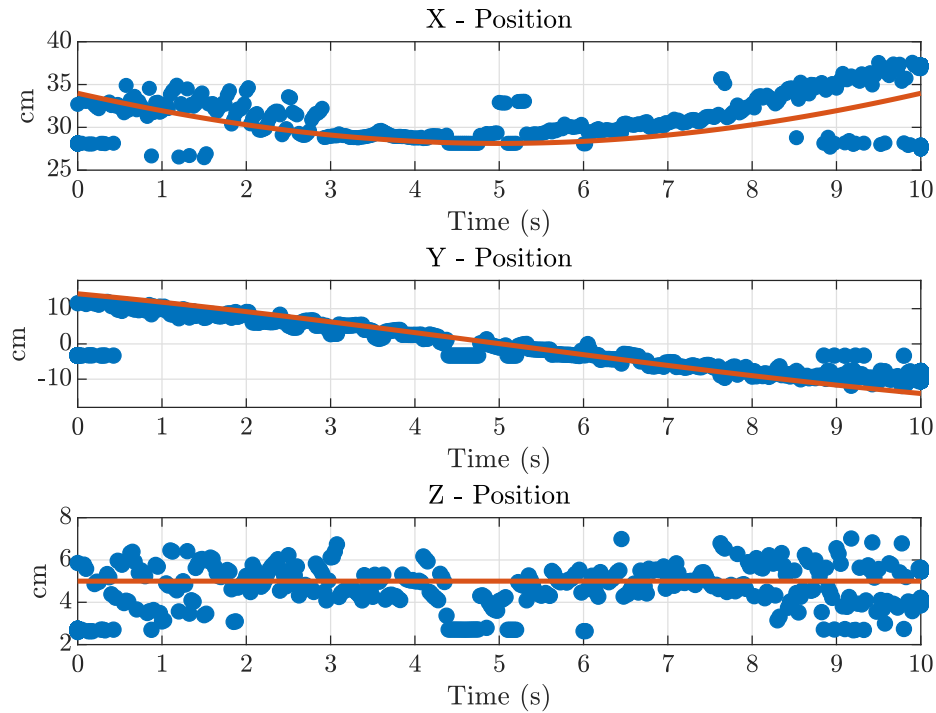 X - Position
40
35
30
25
cm
0 1 2 3 4 5 6 7 8 9 10
Time (s)
Y - Position
10
0
-10
cm
0 1 2 3 4 5 6 7 8 9 10
Time (s)
Z - Position
8
6
4
2
cm
0 1 2 3 4 5 6 7 8 9 10
Time (s)